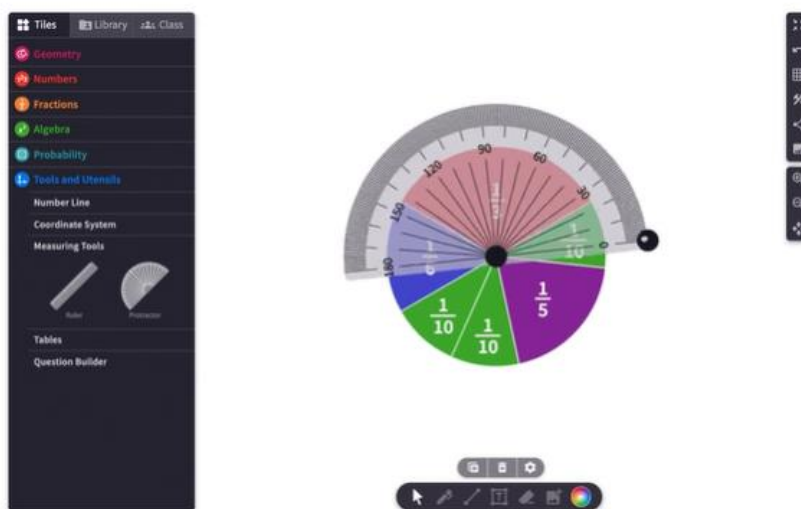 Tiles Library Class
Geometry
Numbers
Fractions
Algebra
Probability
Tools and Utensils
Number Line
Coordinate System
Measuring Tools
Ruler Protractor
Tables
Question Builder
180 150 120 90 60 30 0
1
10
1
5
1
10
1
10
T